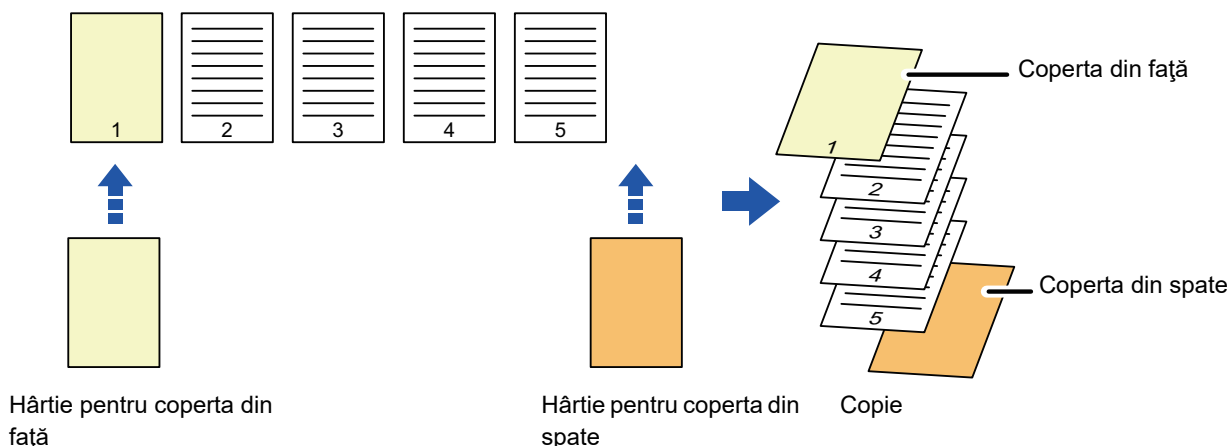 1 2 3 4 5
Coperta din faţă
1
2
3
4
5
Coperta din spate
Hârtie pentru coperta din
faţă
Hârtie pentru coperta din
spate
Copie